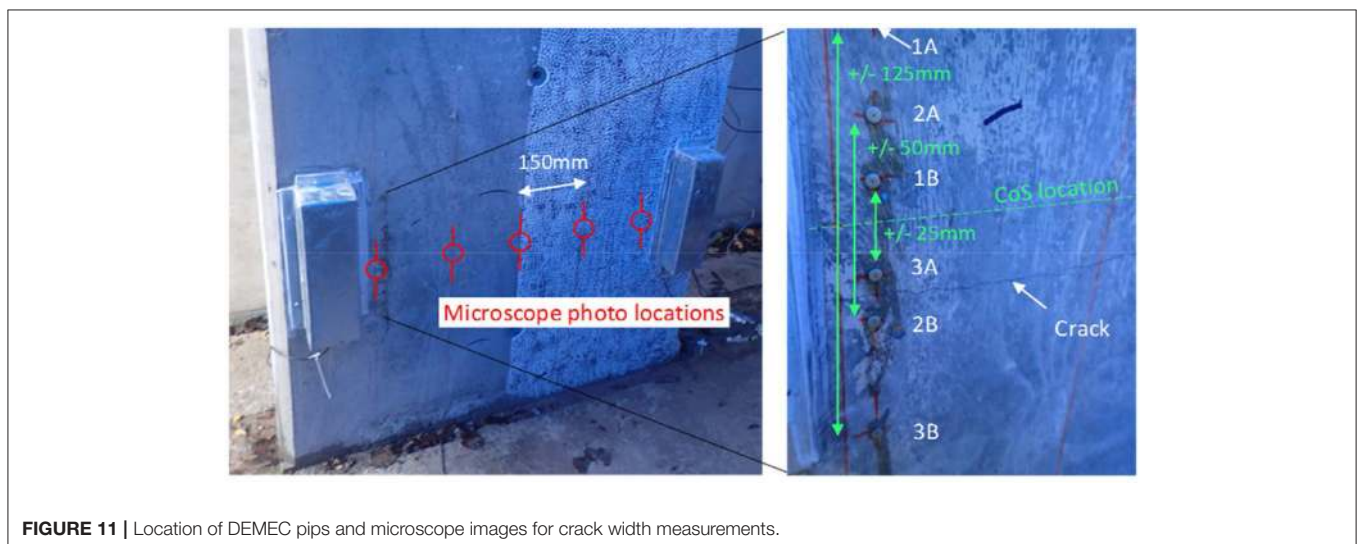 150mm
Microscope photo locations
1A
+/- 125mm
2A
+/- 50mm
1B
CoS location
+/- 25mm
3A
2B
Crack
3B
FIGURE 11 | Location of DEMEC pips and microscope images for crack width measurements.